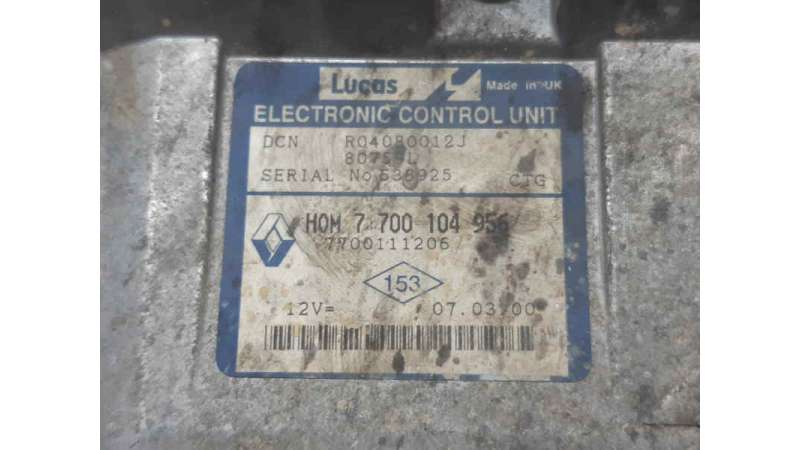 Lucas Made in UK
ELECTRONIC CONTROL UNIT
DCN R04080012J
SERIAL No 536925 CTG
HOM 7 700 104 956
7700111206
153
12V= 07.03/00